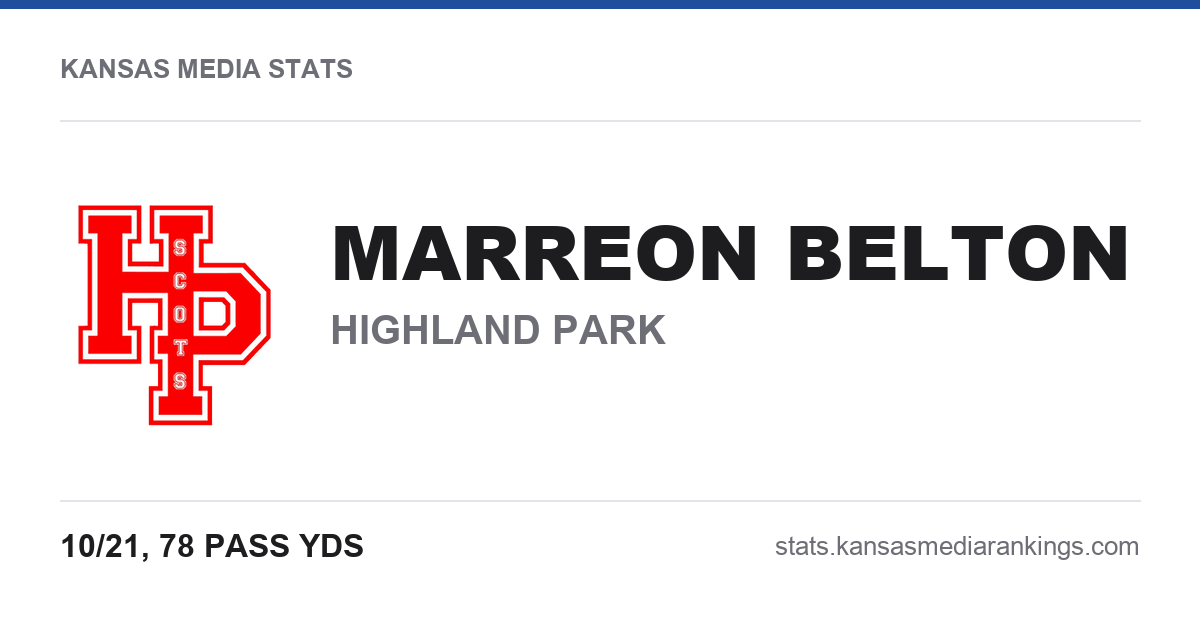 KANSAS MEDIA STATS
HP
SCOTS
MARREON BELTON
HIGHLAND PARK
10/21, 78 PASS YDS
stats.kansasmediarankings.com